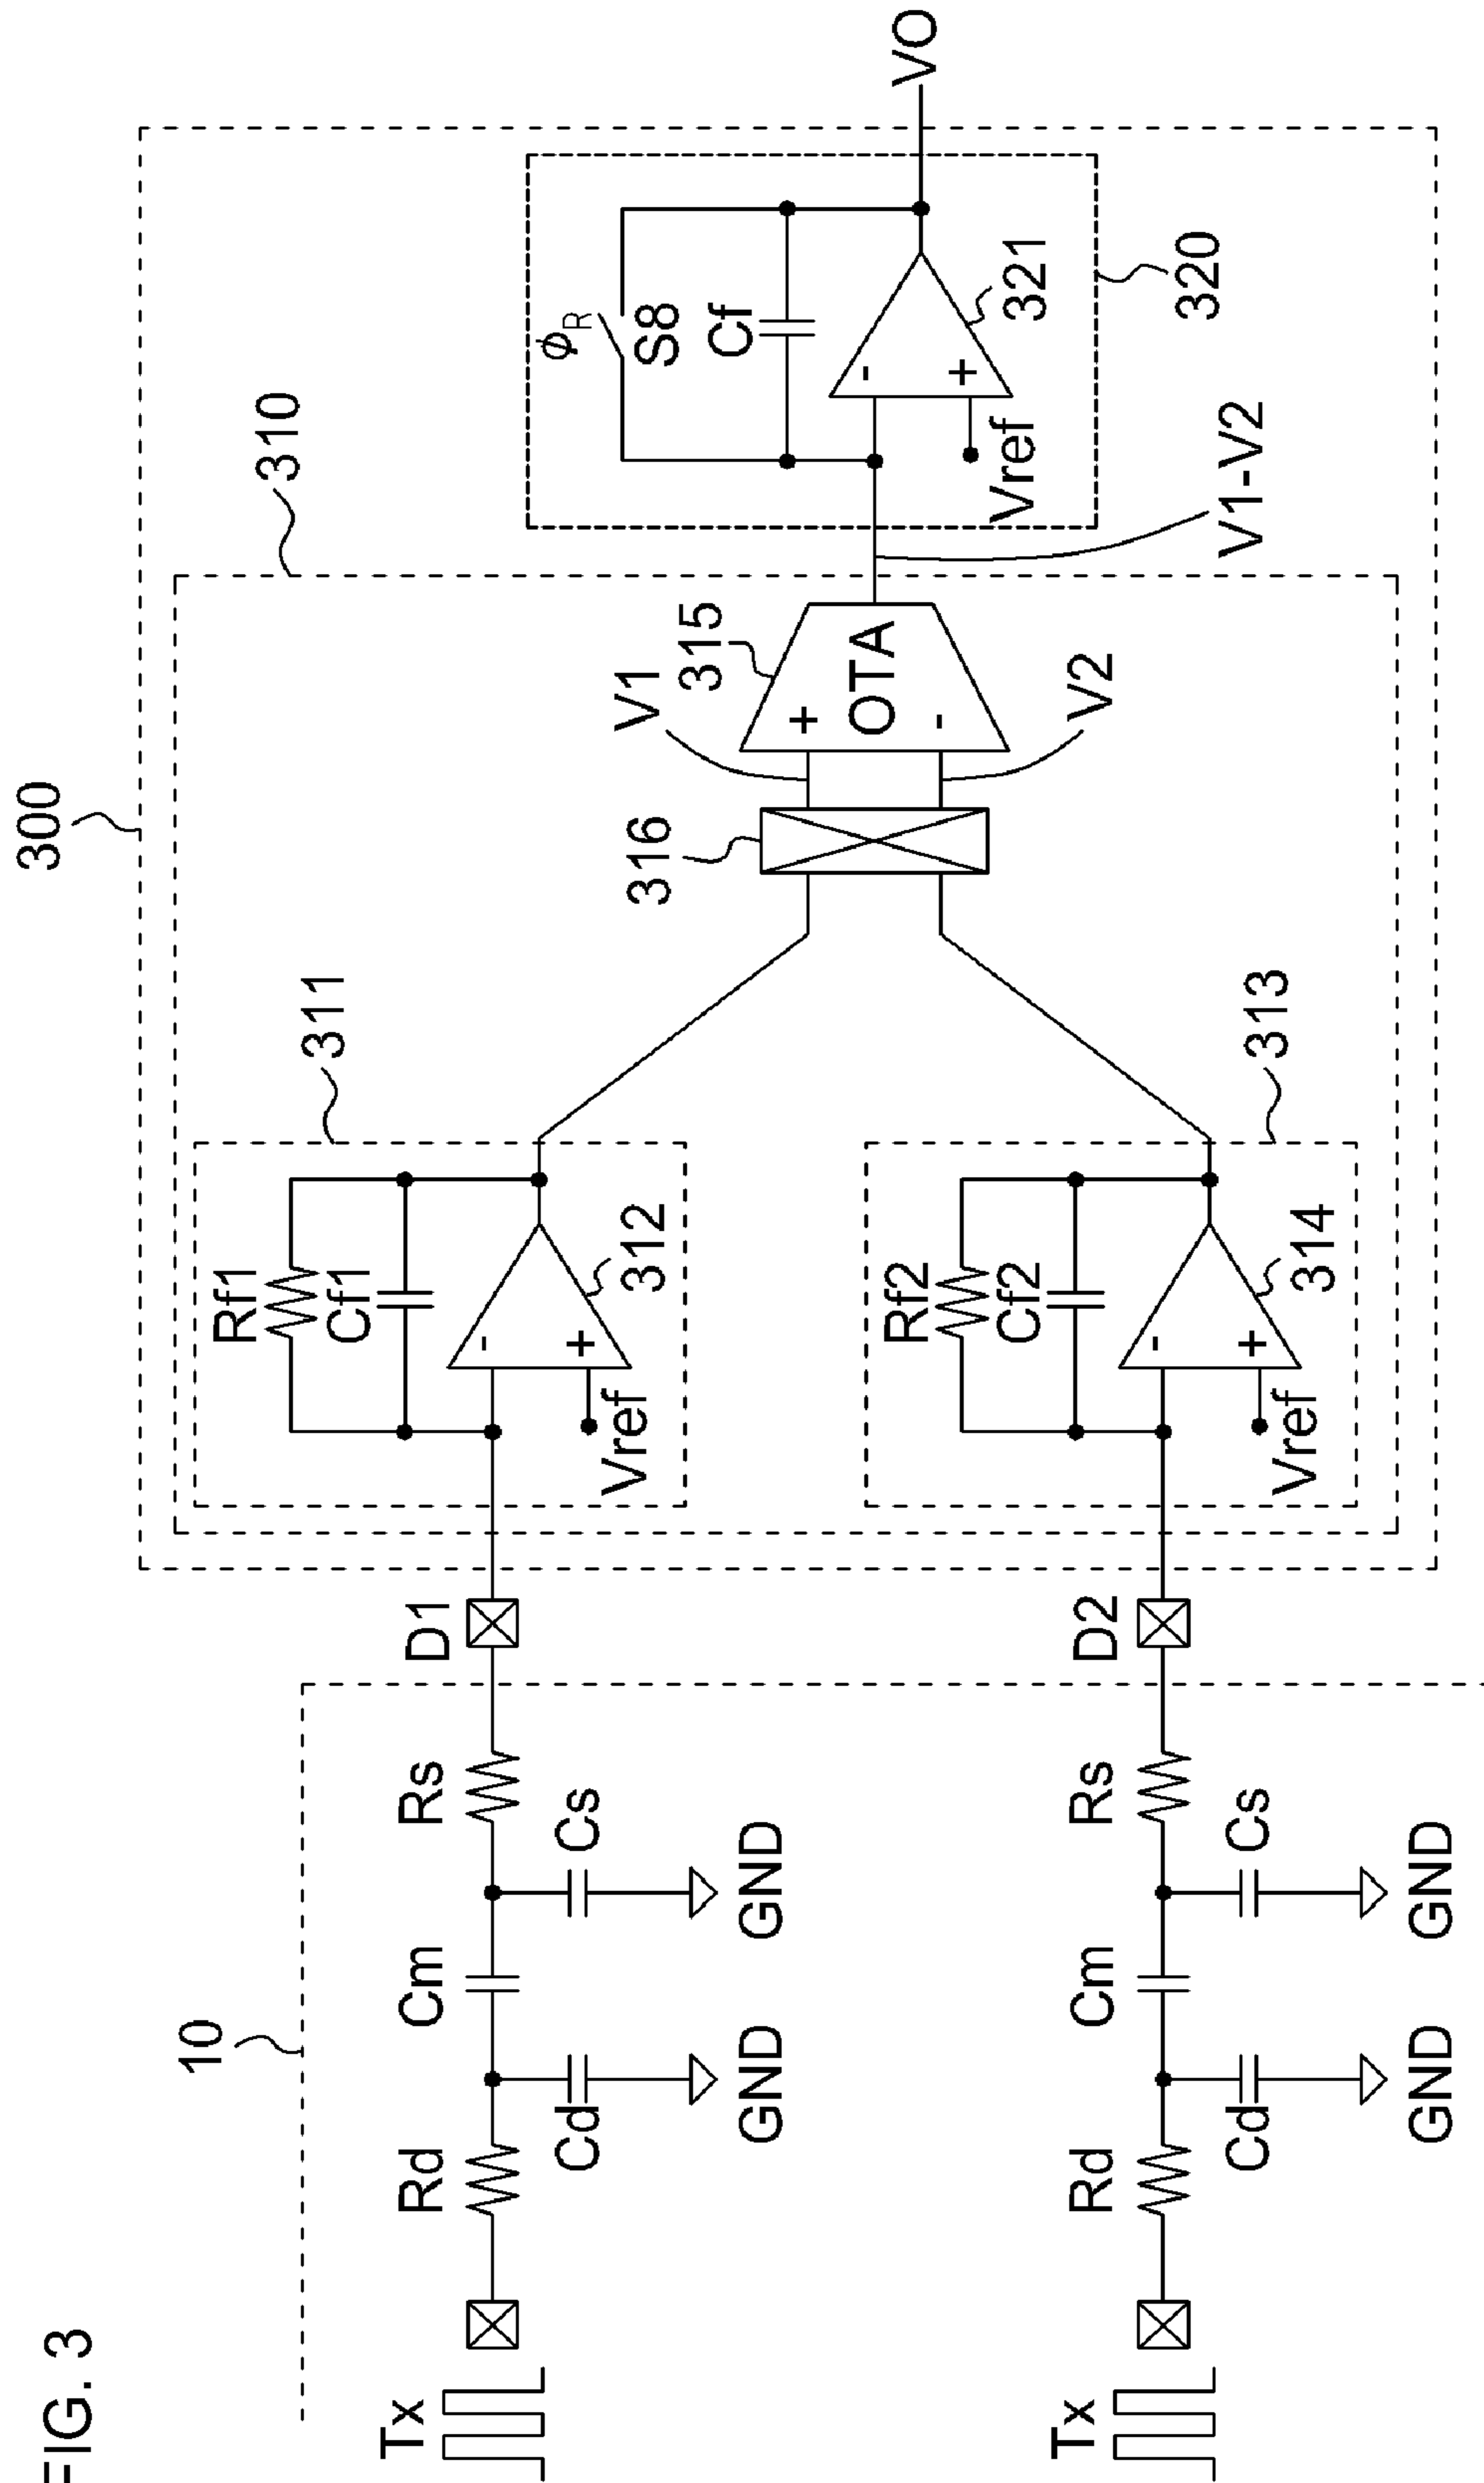 FIG. 3
300
310
10
311
Rf1
Cf1
-
+
312
Vref
D1
Tx
Rd
Cm
Rs
Cd
Cs
GND
GND
316
V1
315
+
OTA
-
V2
V1-V2
ϕR
S8
Cf
-
+
321
Vref
320
VO
313
Rf2
Cf2
-
+
314
Vref
D2
Tx
Rd
Cm
Rs
Cd
Cs
GND
GND